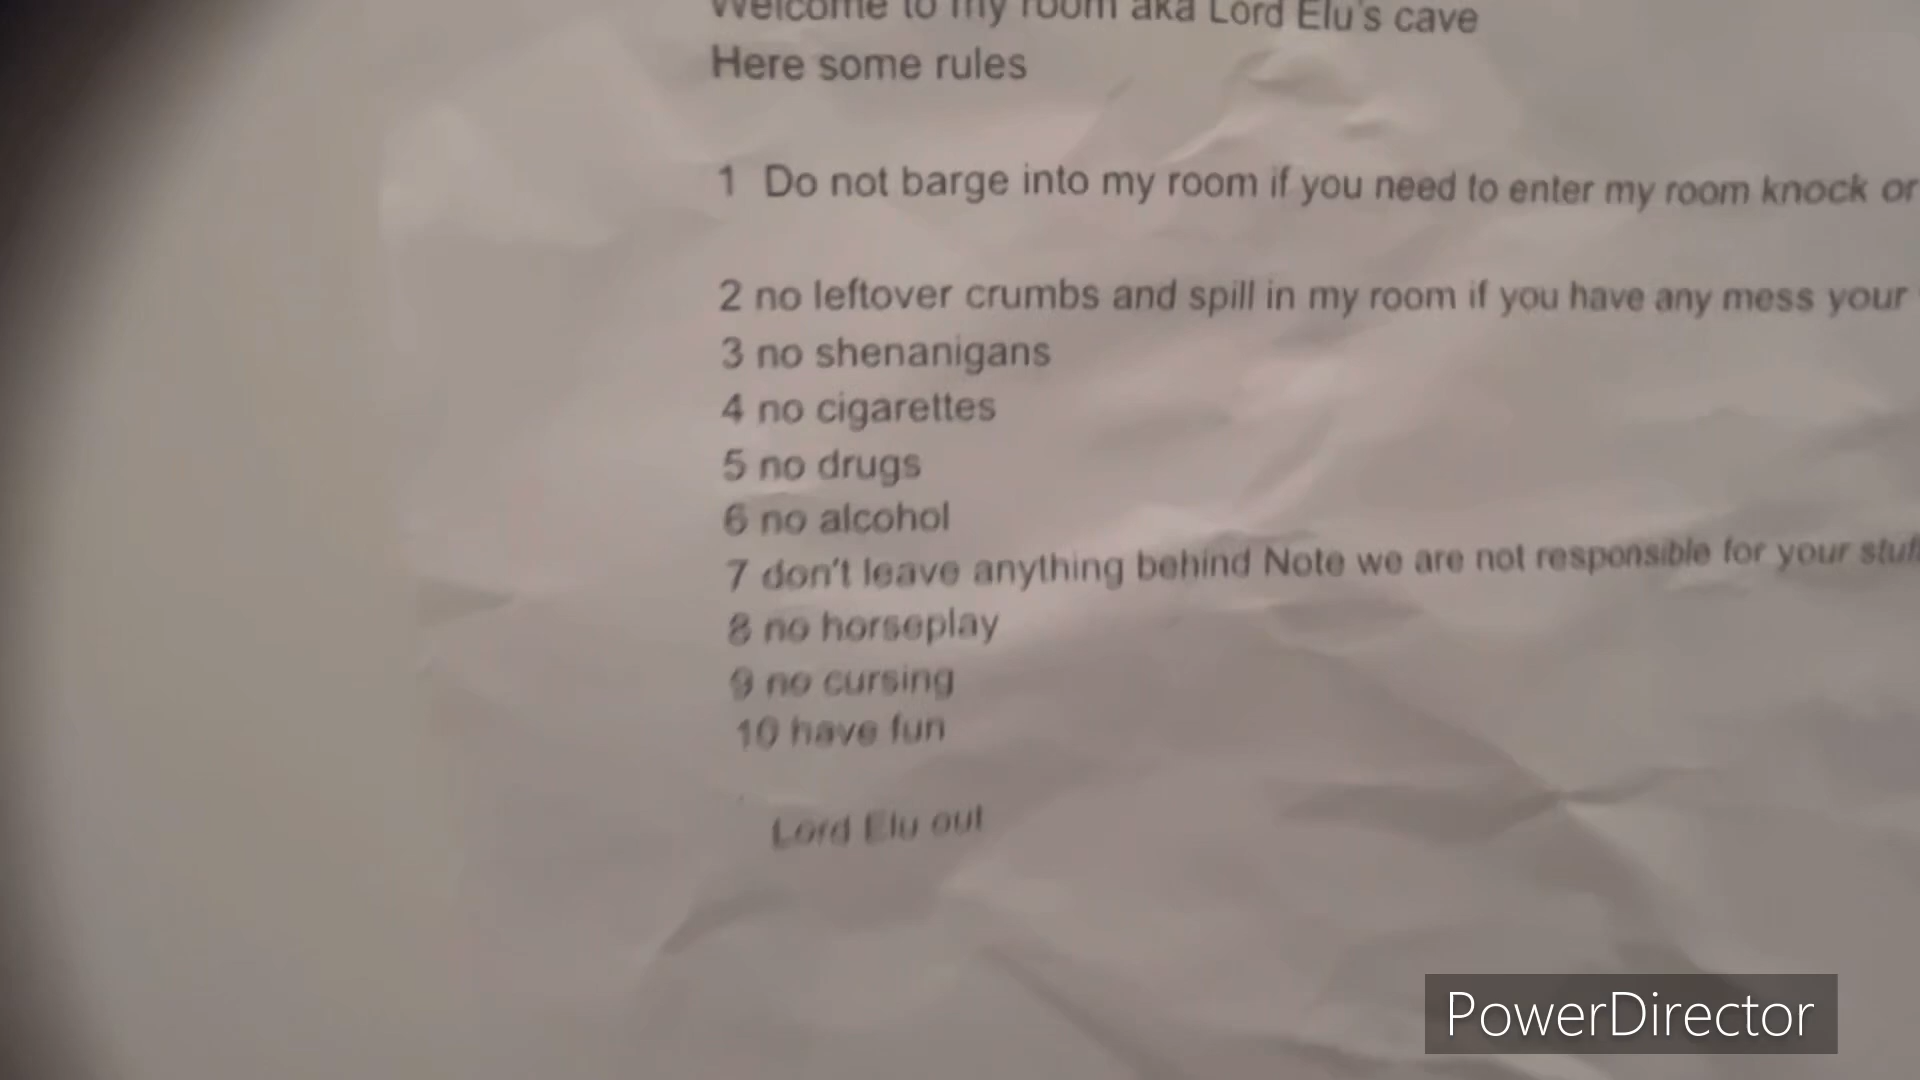 Welcome to my room aka Lord Elu's cave
Here some rules
1 Do not barge into my room if you need to enter my room knock or
2 no leftover crumbs and spill in my room if you have any mess your
3 no shenanigans
4 no cigarettes
5 no drugs
6 no alcohol
7 don't leave anything behind Note we are not responsible for your stuff
8 no horseplay
9 no cursing
10 have fun
Lord Elu out
PowerDirector